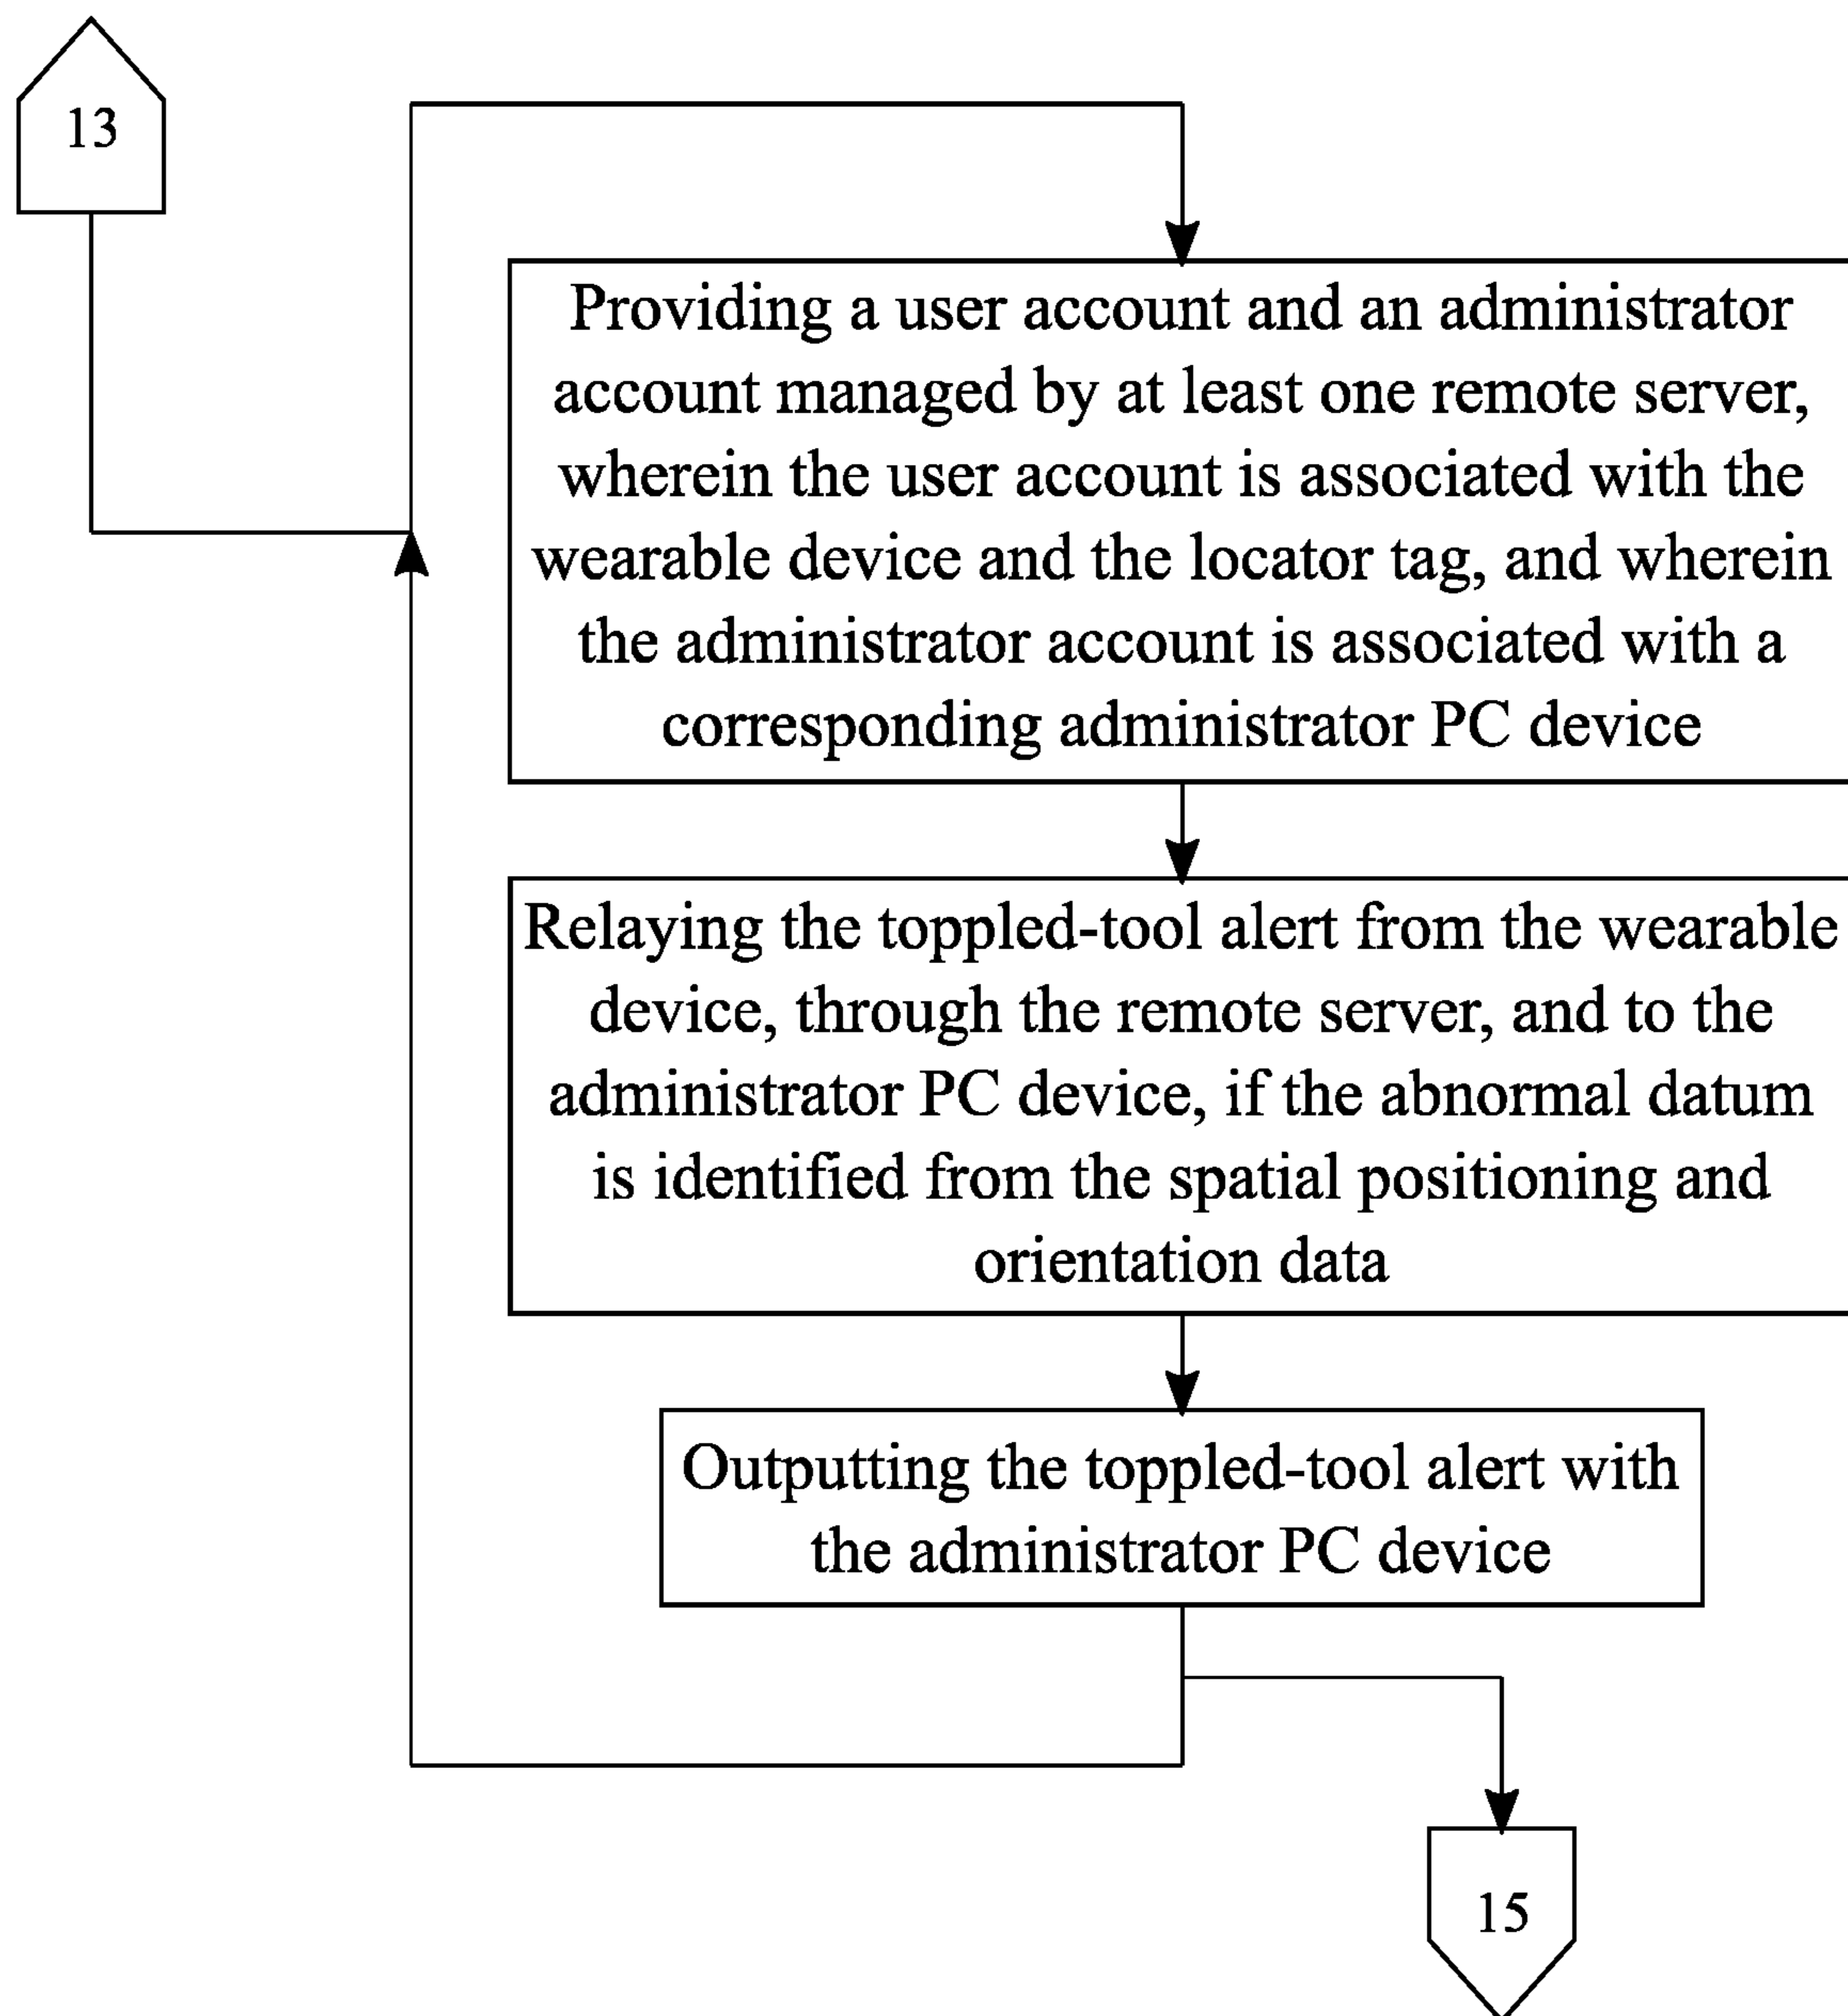 13
Providing a user account and an administrator
account managed by at least one remote server,
wherein the user account is associated with the
wearable device and the locator tag, and wherein
the administrator account is associated with a
corresponding administrator PC device
Relaying the toppled-tool alert from the wearable
device, through the remote server, and to the
administrator PC device, if the abnormal datum
is identified from the spatial positioning and
orientation data
Outputting the toppled-tool alert with
the administrator PC device
15